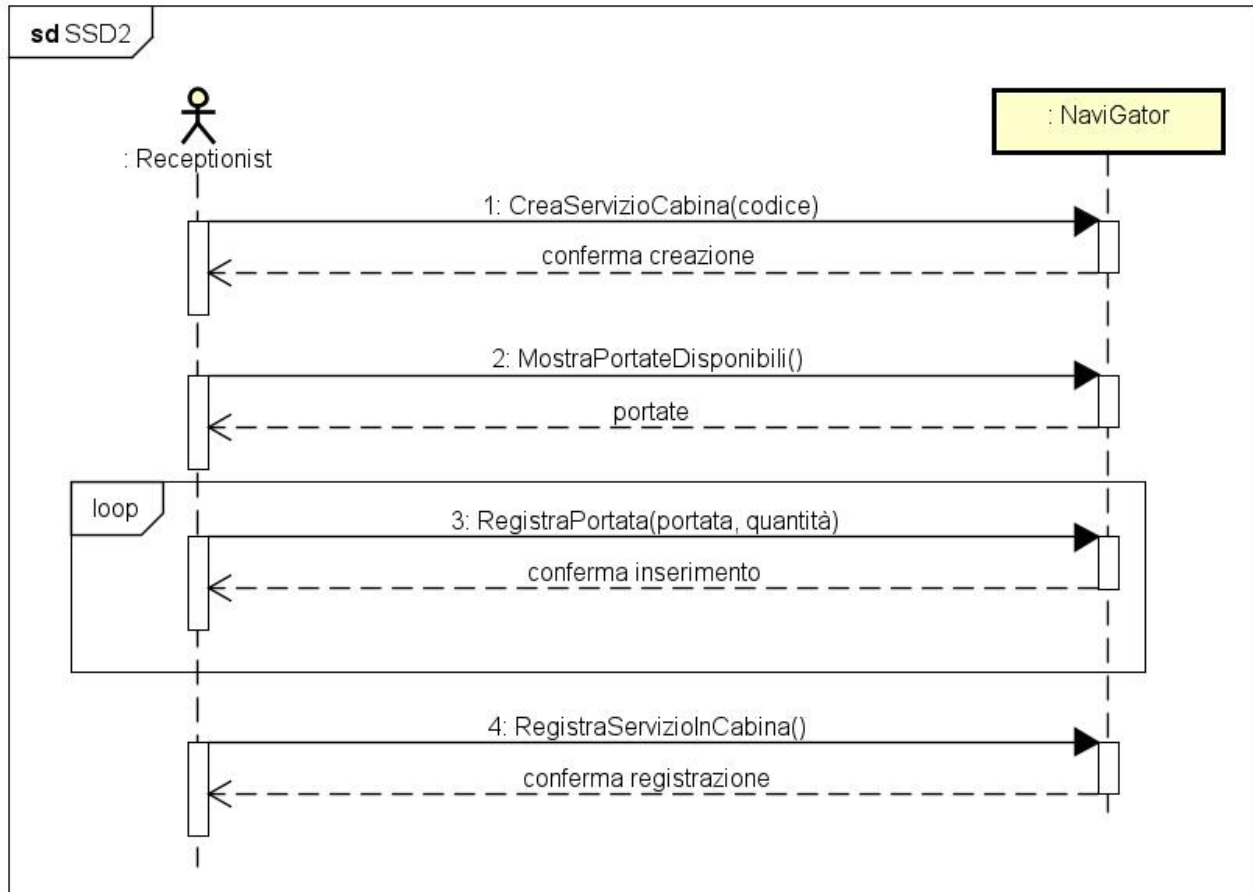 sd SSD2
: Receptionist
: NaviGator
1: CreaServizioCabina(codice)
conferma creazione
2: MostraPortateDisponibili()
portate
loop
3: RegistraPortata(portata, quantità)
conferma inserimento
4: RegistraServizioInCabina()
conferma registrazione